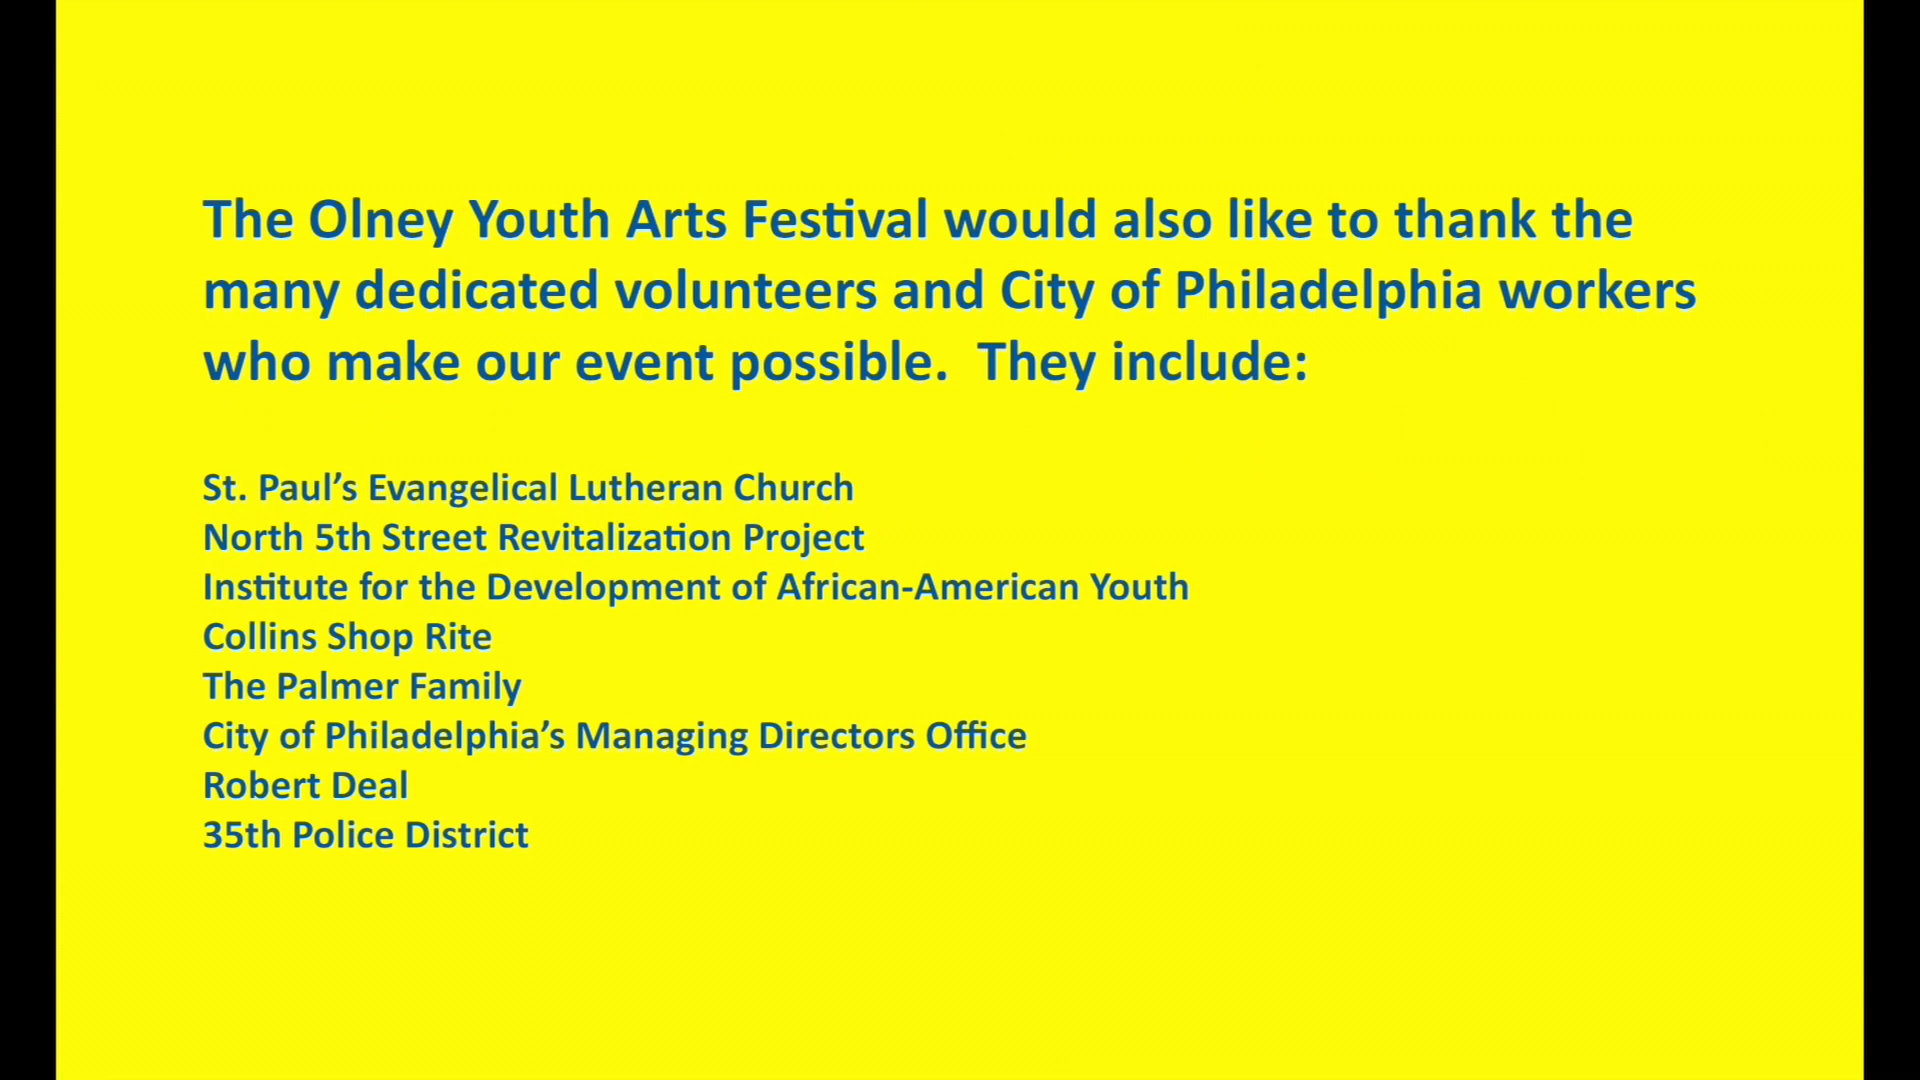 The Olney Youth Arts Festival would also like to thank the
many dedicated volunteers and City of Philadelphia workers
who make our event possible.  They include:
St. Paul’s Evangelical Lutheran Church
North 5th Street Revitalization Project
Institute for the Development of African-American Youth
Collins Shop Rite
The Palmer Family
City of Philadelphia’s Managing Directors Office
Robert Deal
35th Police District